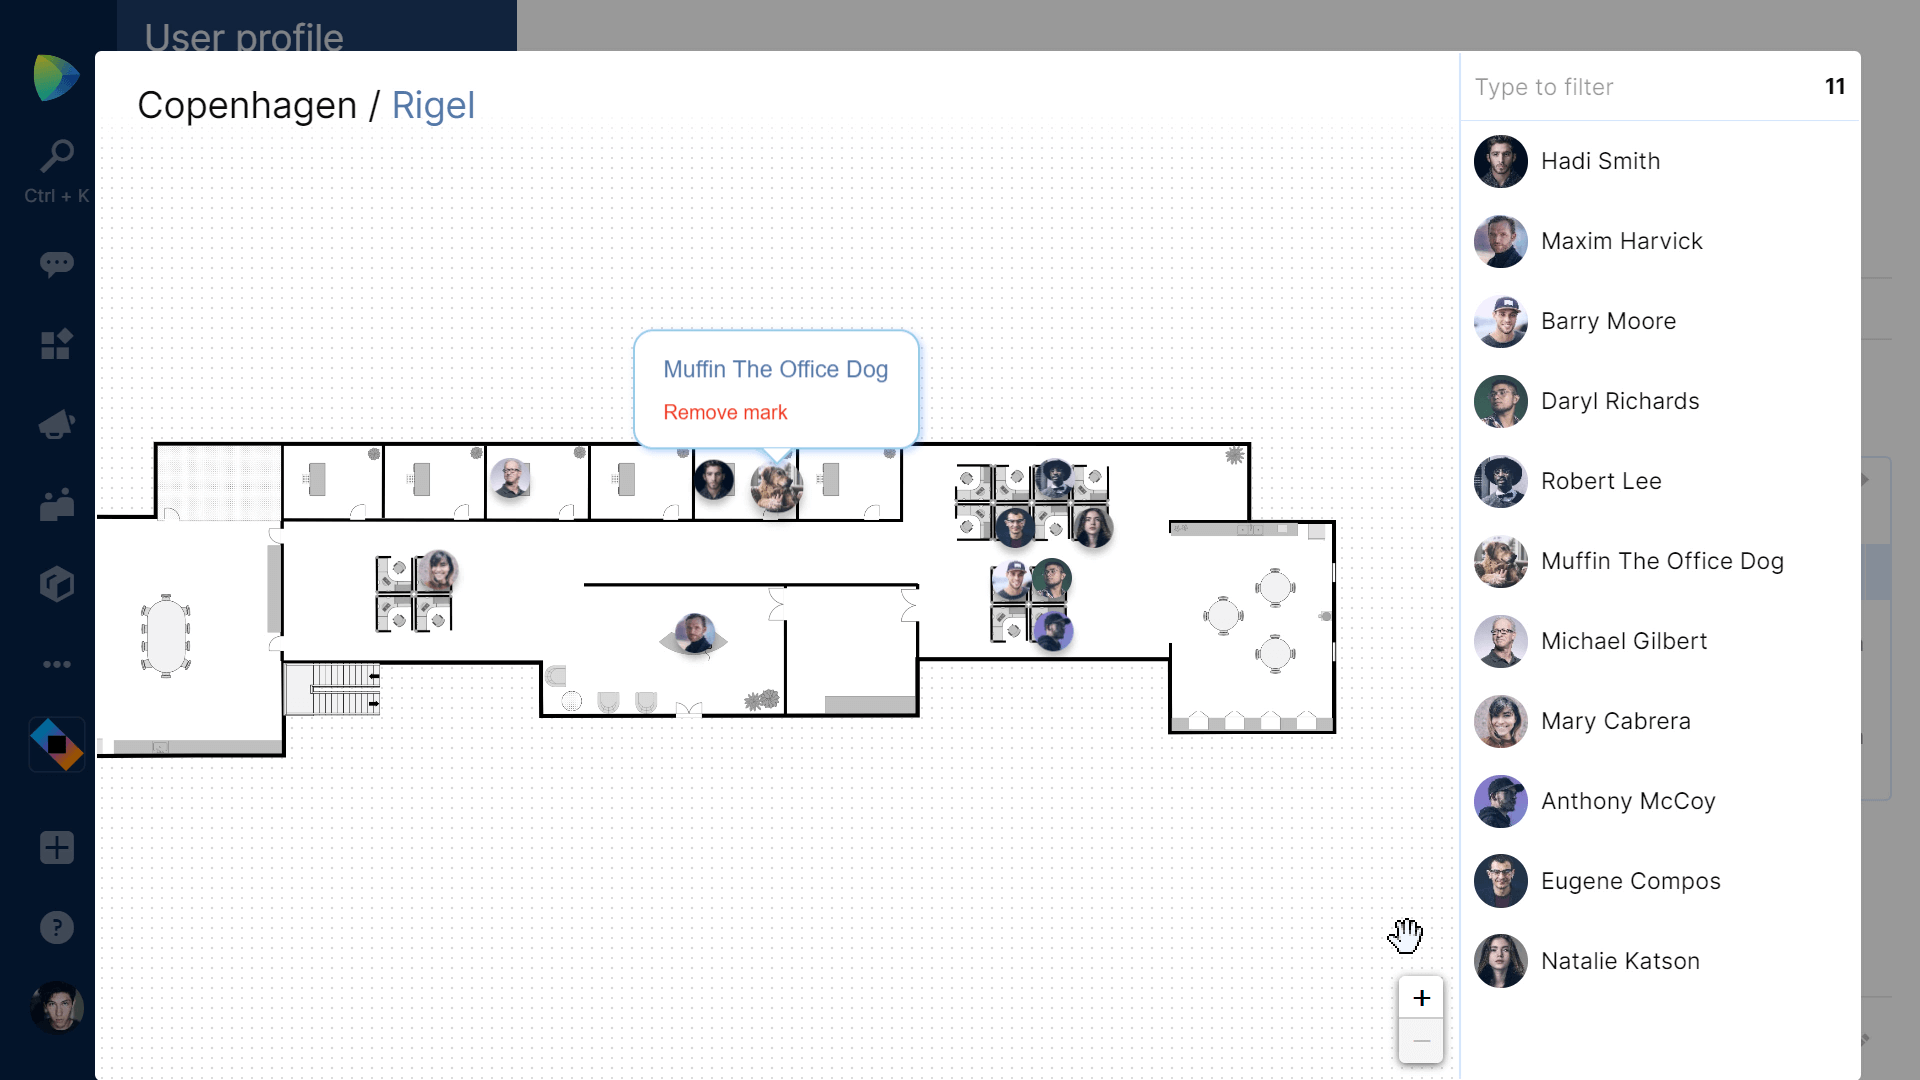 User profile
Ctrl + K
Copenhagen / Rigel
Muffin The Office Dog
Remove mark
Type to filter
11
Hadi Smith
Maxim Harvick
Barry Moore
Daryl Richards
Robert Lee
Muffin The Office Dog
Michael Gilbert
Mary Cabrera
Anthony McCoy
Eugene Compos
Natalie Katson